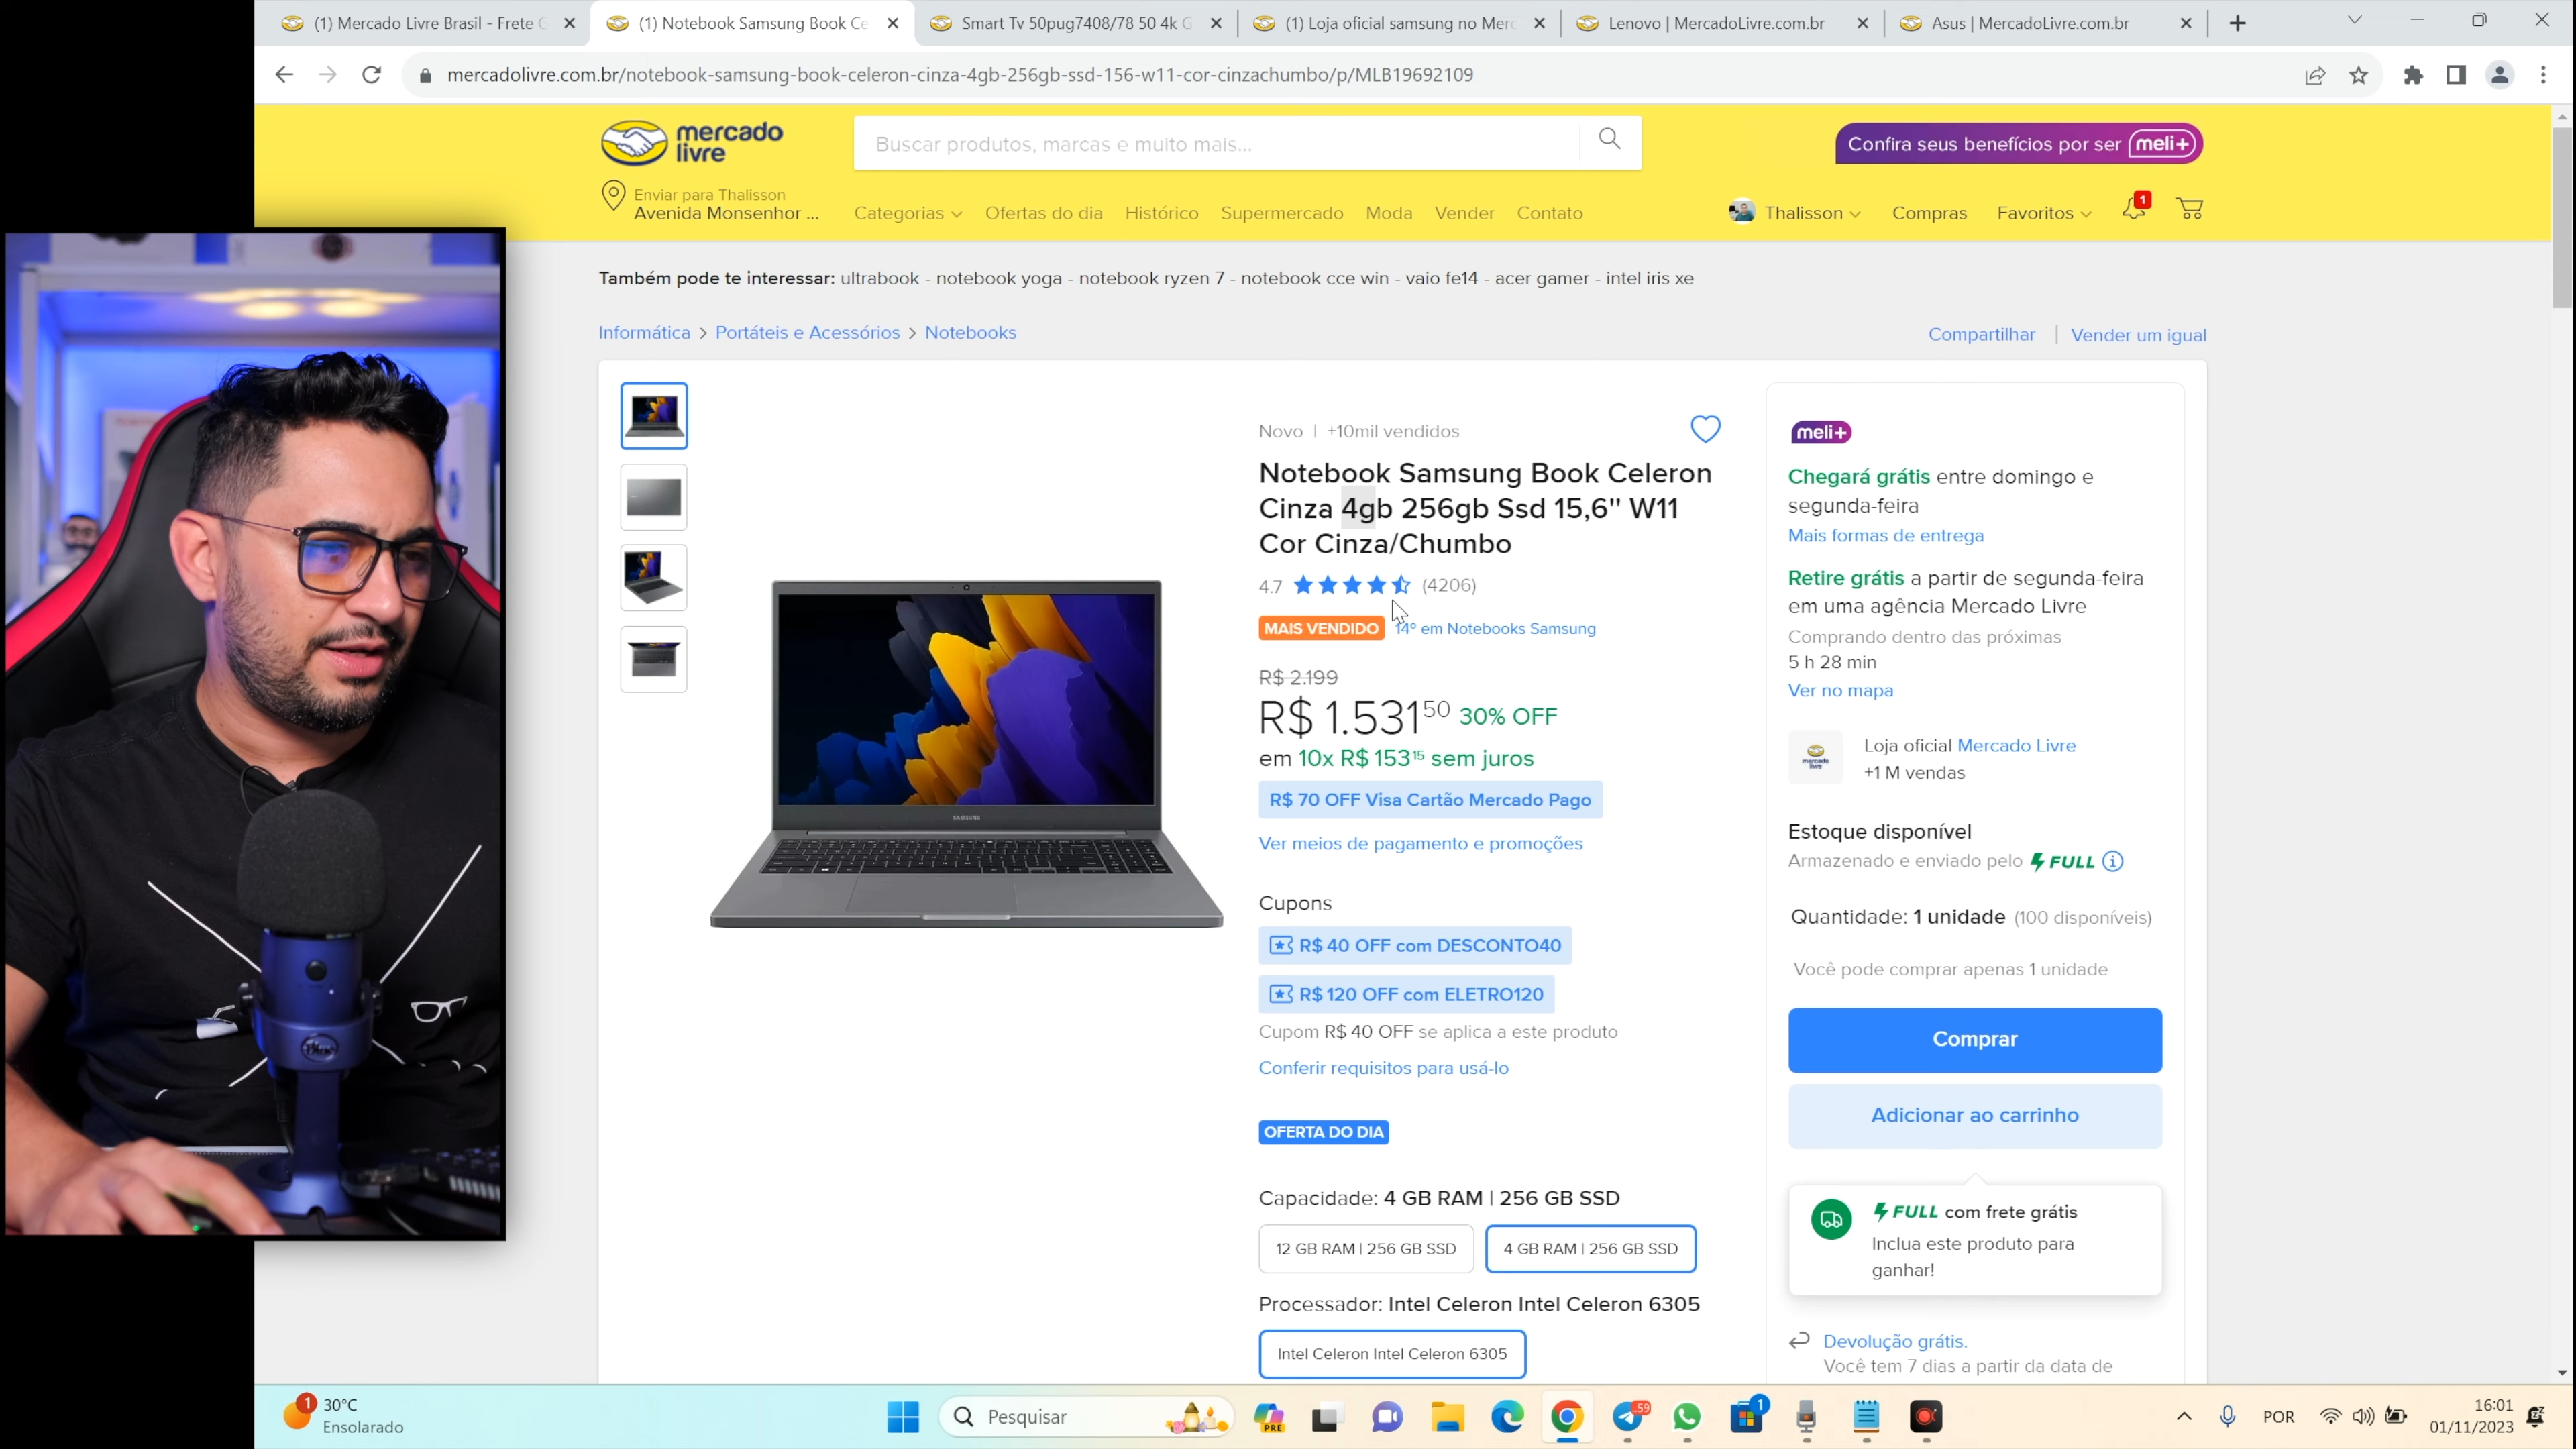 (1) Mercado Livre Brasil - Frete G
(1) Notebook Samsung Book Ce
Smart Tv 50pug7408/78 50 4k G
(1) Loja oficial samsung no Merc
Lenovo | MercadoLivre.com.br
Asus | MercadoLivre.com.br
mercadolivre.com.br/notebook-samsung-book-celeron-cinza-4gb-256gb-ssd-156-w11-cor-cinzachumbo/p/MLB19692109
mercado
livre
Buscar produtos, marcas e muito mais...
Confira seus benefícios por ser meli+
Enviar para Thalisson
Avenida Monsenhor ...
Categorias
Ofertas do dia
Histórico
Supermercado
Moda
Vender
Contato
Thalisson
Compras
Favoritos
1
Também pode te interessar: ultrabook - notebook yoga - notebook ryzen 7 - notebook cce win - vaio fe14 - acer gamer - intel iris xe
Informática > Portáteis e Acessórios > Notebooks
Compartilhar | Vender um igual
Novo | +10mil vendidos
Notebook Samsung Book Celeron
Cinza 4gb 256gb Ssd 15,6'' W11
Cor Cinza/Chumbo
4.7 (4206)
MAIS VENDIDO 14º em Notebooks Samsung
R$ 2.199
R$ 1.531 50 30% OFF
em 10x R$ 153 15 sem juros
R$ 70 OFF Visa Cartão Mercado Pago
Ver meios de pagamento e promoções
Cupons
R$ 40 OFF com DESCONTO40
R$ 120 OFF com ELETRO120
Cupom R$ 40 OFF se aplica a este produto
Conferir requisitos para usá-lo
OFERTA DO DIA
Capacidade: 4 GB RAM | 256 GB SSD
12 GB RAM | 256 GB SSD
4 GB RAM | 256 GB SSD
Processador: Intel Celeron Intel Celeron 6305
Intel Celeron Intel Celeron 6305
SAMSUNG
meli+
Chegará grátis entre domingo e
segunda-feira
Mais formas de entrega
Retire grátis a partir de segunda-feira
em uma agência Mercado Livre
Comprando dentro das próximas
5 h 28 min
Ver no mapa
mercado
livre
Loja oficial Mercado Livre
+1 M vendas
Estoque disponível
Armazenado e enviado pelo FULL
Quantidade: 1 unidade (100 disponíveis)
Você pode comprar apenas 1 unidade
Comprar
Adicionar ao carrinho
FULL com frete grátis
Inclua este produto para
ganhar!
Devolução grátis.
Você tem 7 dias a partir da data de
Blue
1
30°C
Ensolarado
Pesquisar
PRE
59
1
POR
16:01
01/11/2023